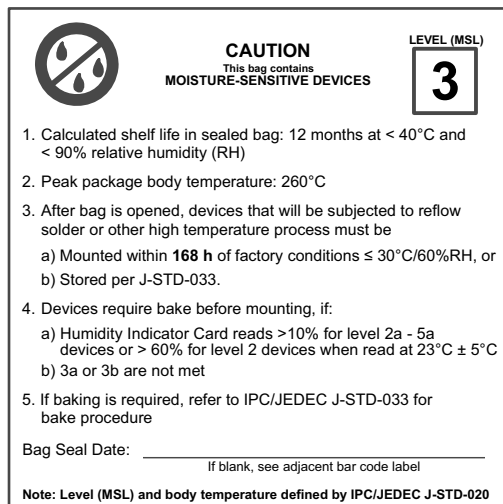 LEVEL (MSL)
CAUTION
This bag contains
MOISTURE-SENSITIVE DEVICES
3
1. Calculated shelf life in sealed bag: 12 months at < 40°C and
< 90% relative humidity (RH)
2. Peak package body temperature: 260°C
3. After bag is opened, devices that will be subjected to reflow
solder or other high temperature process must be
a) Mounted within 168 h of factory conditions ≤ 30°C/60%RH, or
b) Stored per J-STD-033.
4. Devices require bake before mounting, if:
a) Humidity Indicator Card reads >10% for level 2a - 5a
devices or > 60% for level 2 devices when read at 23°C ± 5°C
b) 3a or 3b are not met
5. If baking is required, refer to IPC/JEDEC J-STD-033 for
bake procedure
Bag Seal Date:
If blank, see adjacent bar code label
Note: Level (MSL) and body temperature defined by IPC/JEDEC J-STD-020